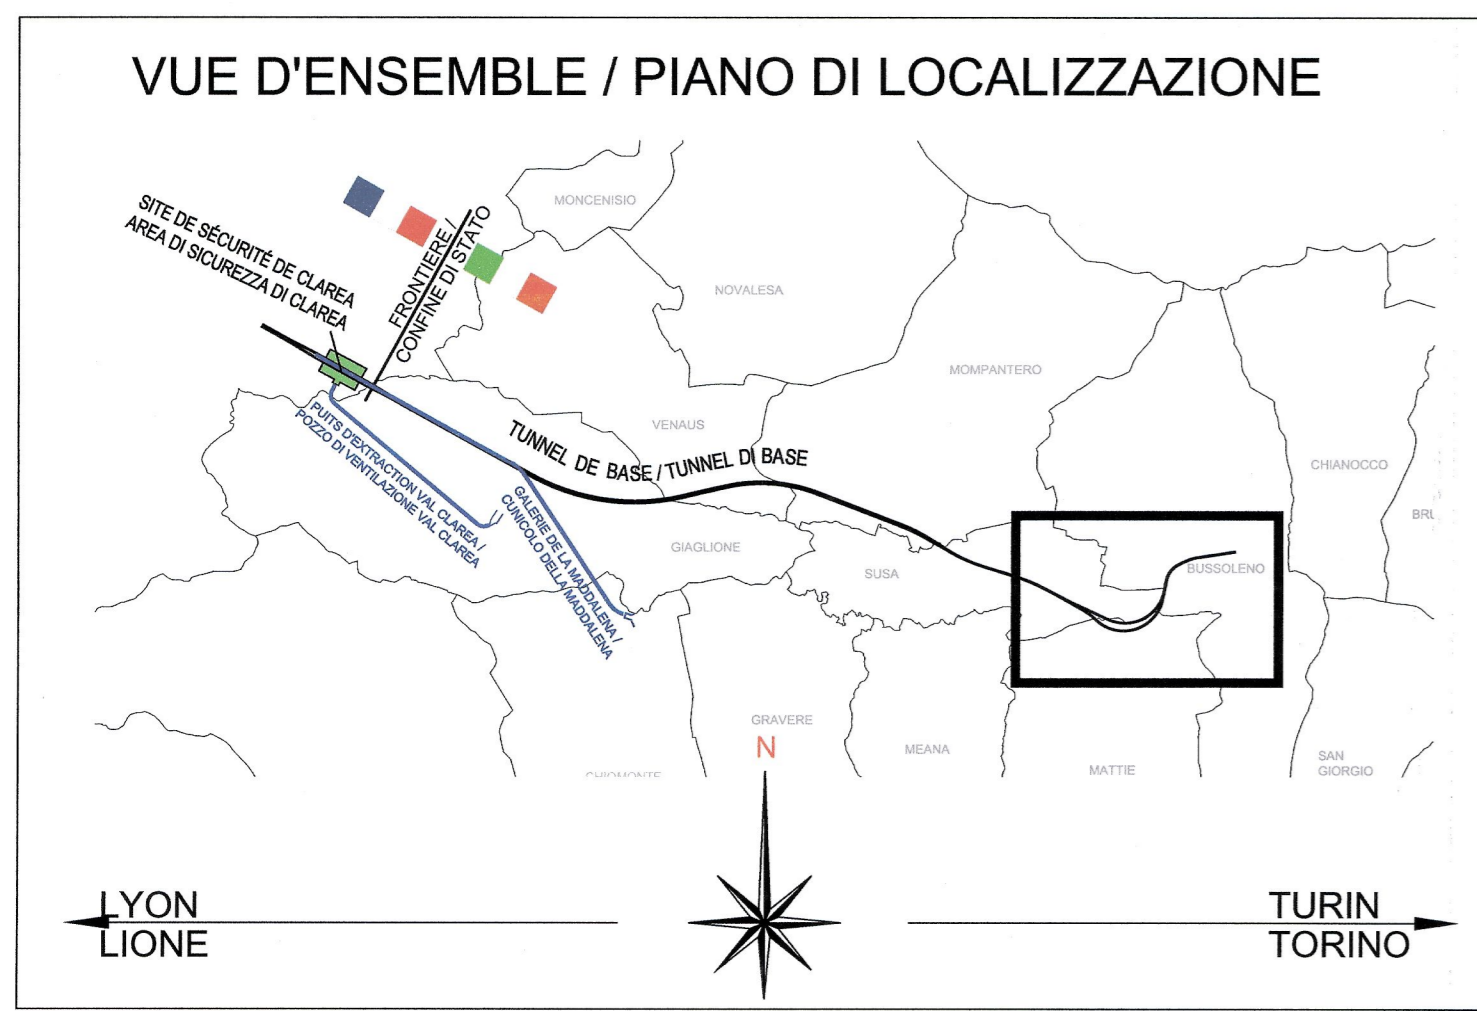 VUE D'ENSEMBLE / PIANO DI LOCALIZZAZIONE
MONCENISIO
SITE DE SÉCURITÉ DE CLAREA
AREA DI SICUREZZA DI CLAREA
FRONTIERE /
CONFINE DI STATO
NOVALESA
MOMPANTERO
VENAUS
TUNNEL DE BASE / TUNNEL DI BASE
PUITS D'EXTRACTION VAL CLAREA /
POZZO DI VENTILAZIONE VAL CLAREA
CHIANOCCO
GALERIE DE LA MADDALENA /
CUNICOLO DELLA MADDALENA
BRU
GIAGLIONE
SUSA
BUSSOLENO
GRAVERE
MEANA
MATTIE
SAN
GIORGIO
CHIOMONTE
N
LYON
LIONE
TURIN
TORINO